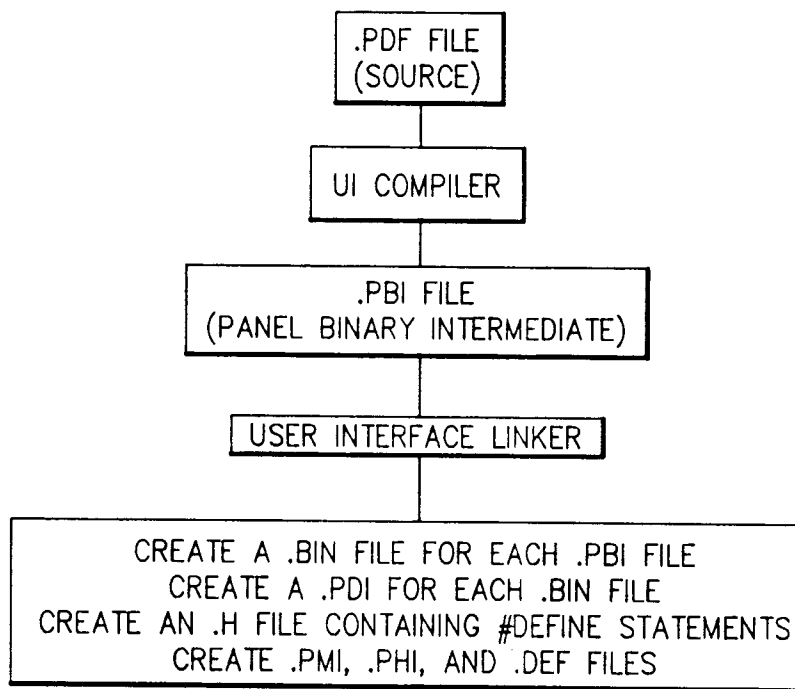 .PDF FILE
(SOURCE)
UI COMPILER
.PBI FILE
(PANEL BINARY INTERMEDIATE)
USER INTERFACE LINKER
CREATE A .BIN FILE FOR EACH .PBI FILE
CREATE A .PDI FOR EACH .BIN FILE
CREATE AN .H FILE CONTAINING #DEFINE STATEMENTS
CREATE .PMI, .PHI, AND .DEF FILES